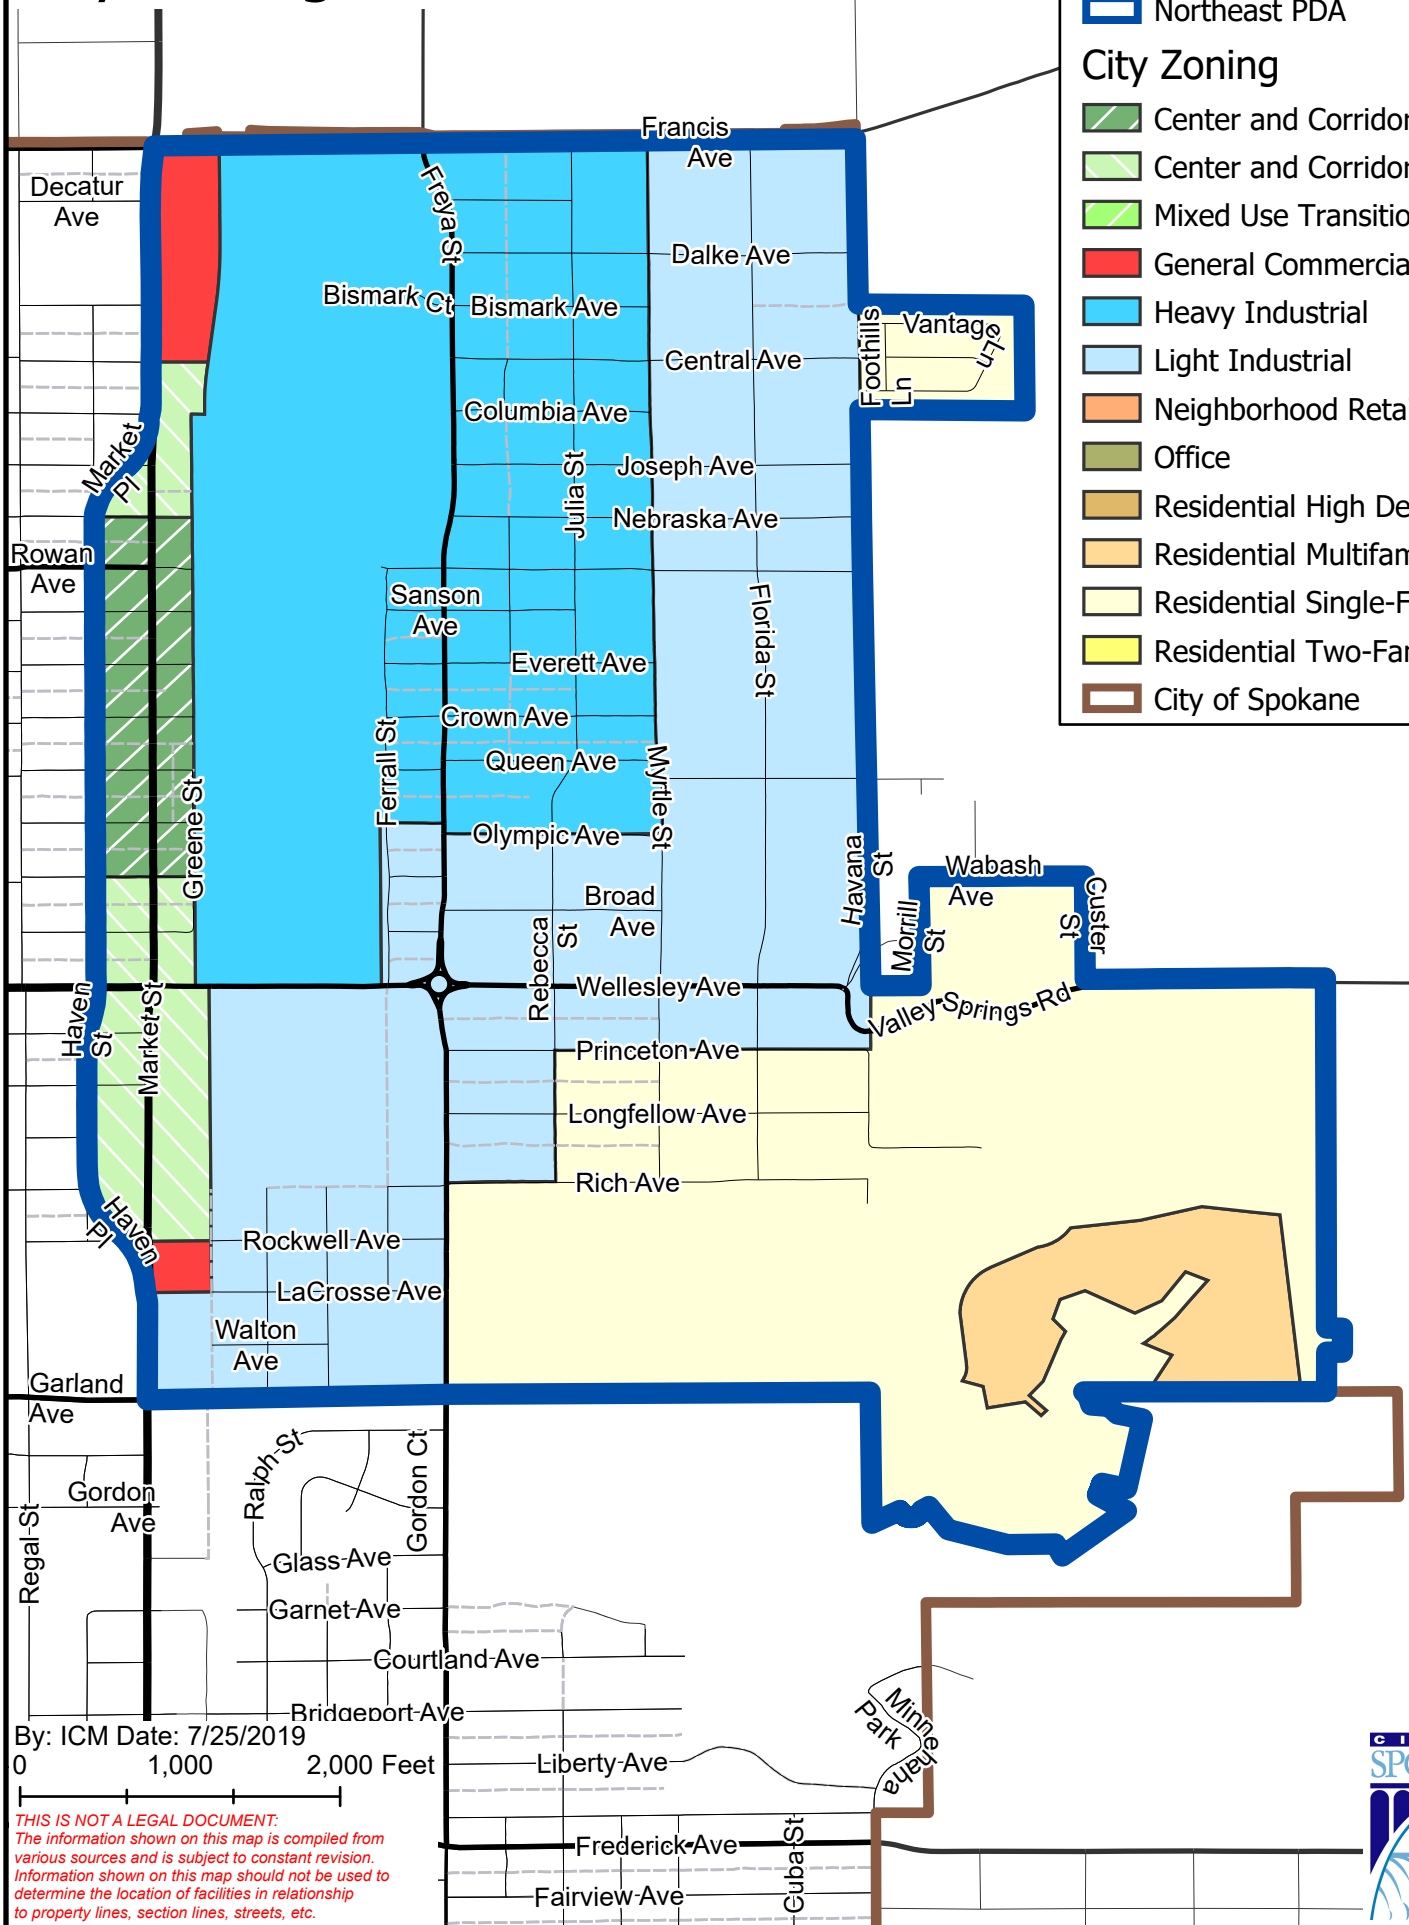 Northeast PDA
City Zoning
Center and Corridor
Center and Corridor
Mixed Use
General
Heavy Industrial
Light Industrial
Neighborhood
Office
Residential High
Residential
Residential
Residential
City of Spokane
Francis
Ave
Decatur
Ave
Freya St
Dalke Ave
Bismark Ct
Bismark Ave
Foothills
Ln
Vantage Ln
Central Ave
Columbia Ave
Market
Pl
Julia St
Joseph Ave
Nebraska Ave
Rowan
Ave
Sanson
Ave
Florida St
Everett Ave
Crown Ave
Ferrall St
Queen Ave
Myrtle St
Greene St
Olympic Ave
Havana
St
Wabash
Ave
Custer
St
Morrill
St
Broad
Ave
Rebecca
St
Haven
St
Market St
Wellesley Ave
Valley Springs Rd
Princeton Ave
Longfellow Ave
Rich Ave
Haven
Pl
Rockwell Ave
LaCrosse Ave
Walton
Ave
Garland
Ave
Ralph St
Gordon Ct
Gordon
Ave
Regal St
Glass Ave
Garnet Ave
Courtland Ave
Bridgeport Ave
Minnehaha
Park
Liberty Ave
Frederick Ave
Cuba St
Fairview Ave
By: ICM Date: 7/25/2019
0 1,000 2,000 Feet
THIS IS NOT A LEGAL DOCUMENT:
The information shown on this map is compiled from
various sources and is subject to constant revision.
Information shown on this map should not be used to
determine the location of facilities in relationship
to property lines, section lines, streets, etc.